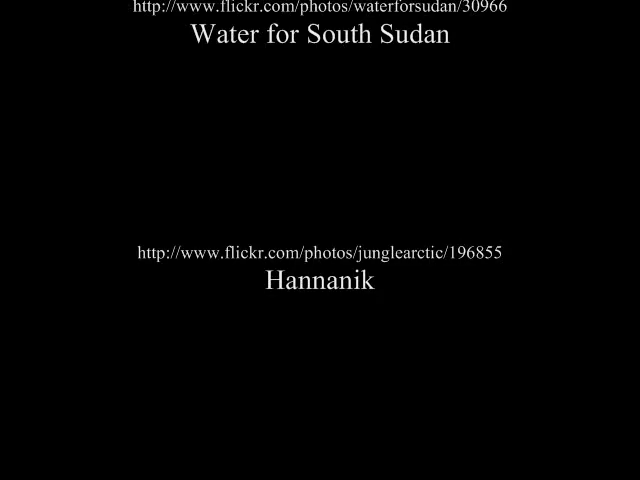 http://www.flickr.com/photos/waterforsudan/30966
Water for South Sudan
http://www.flickr.com/photos/junglearctic/196855
Hannanik